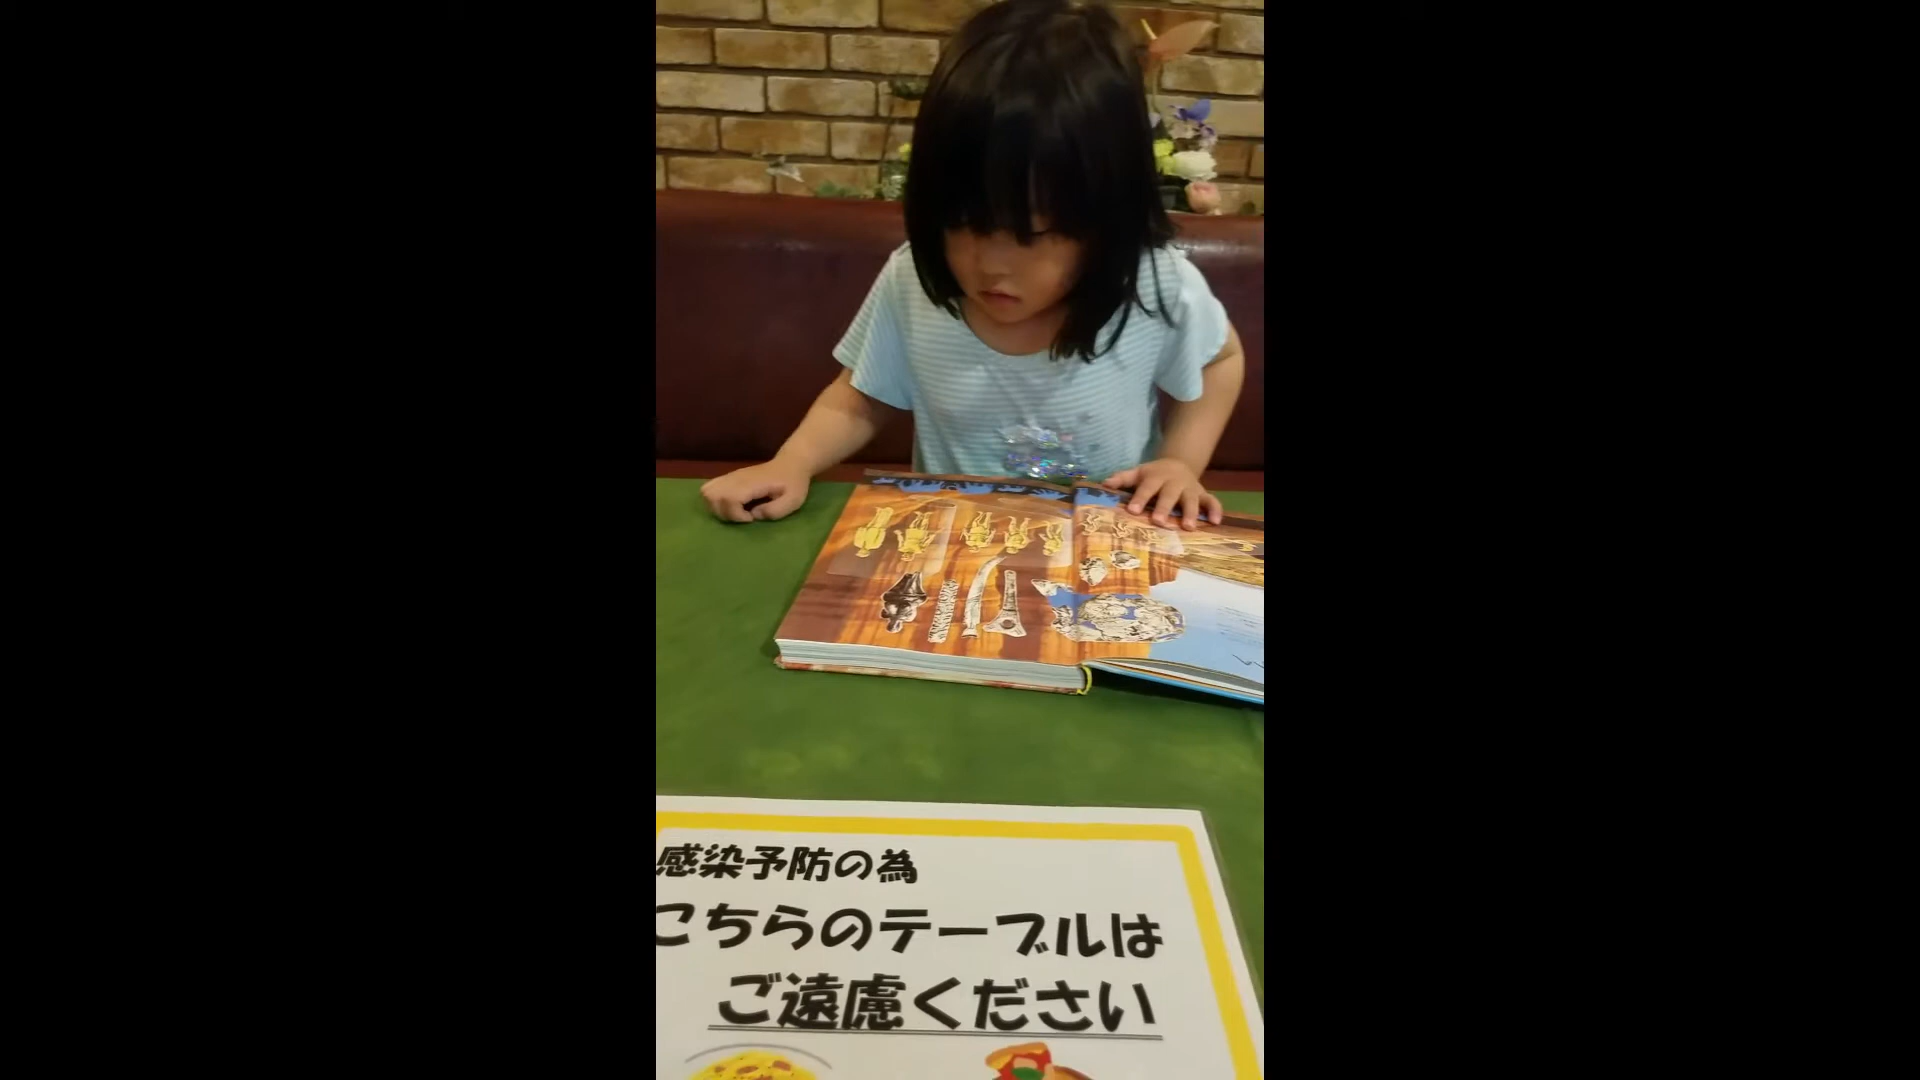 感染予防の為
こちらのテーブルは
ご遠慮ください